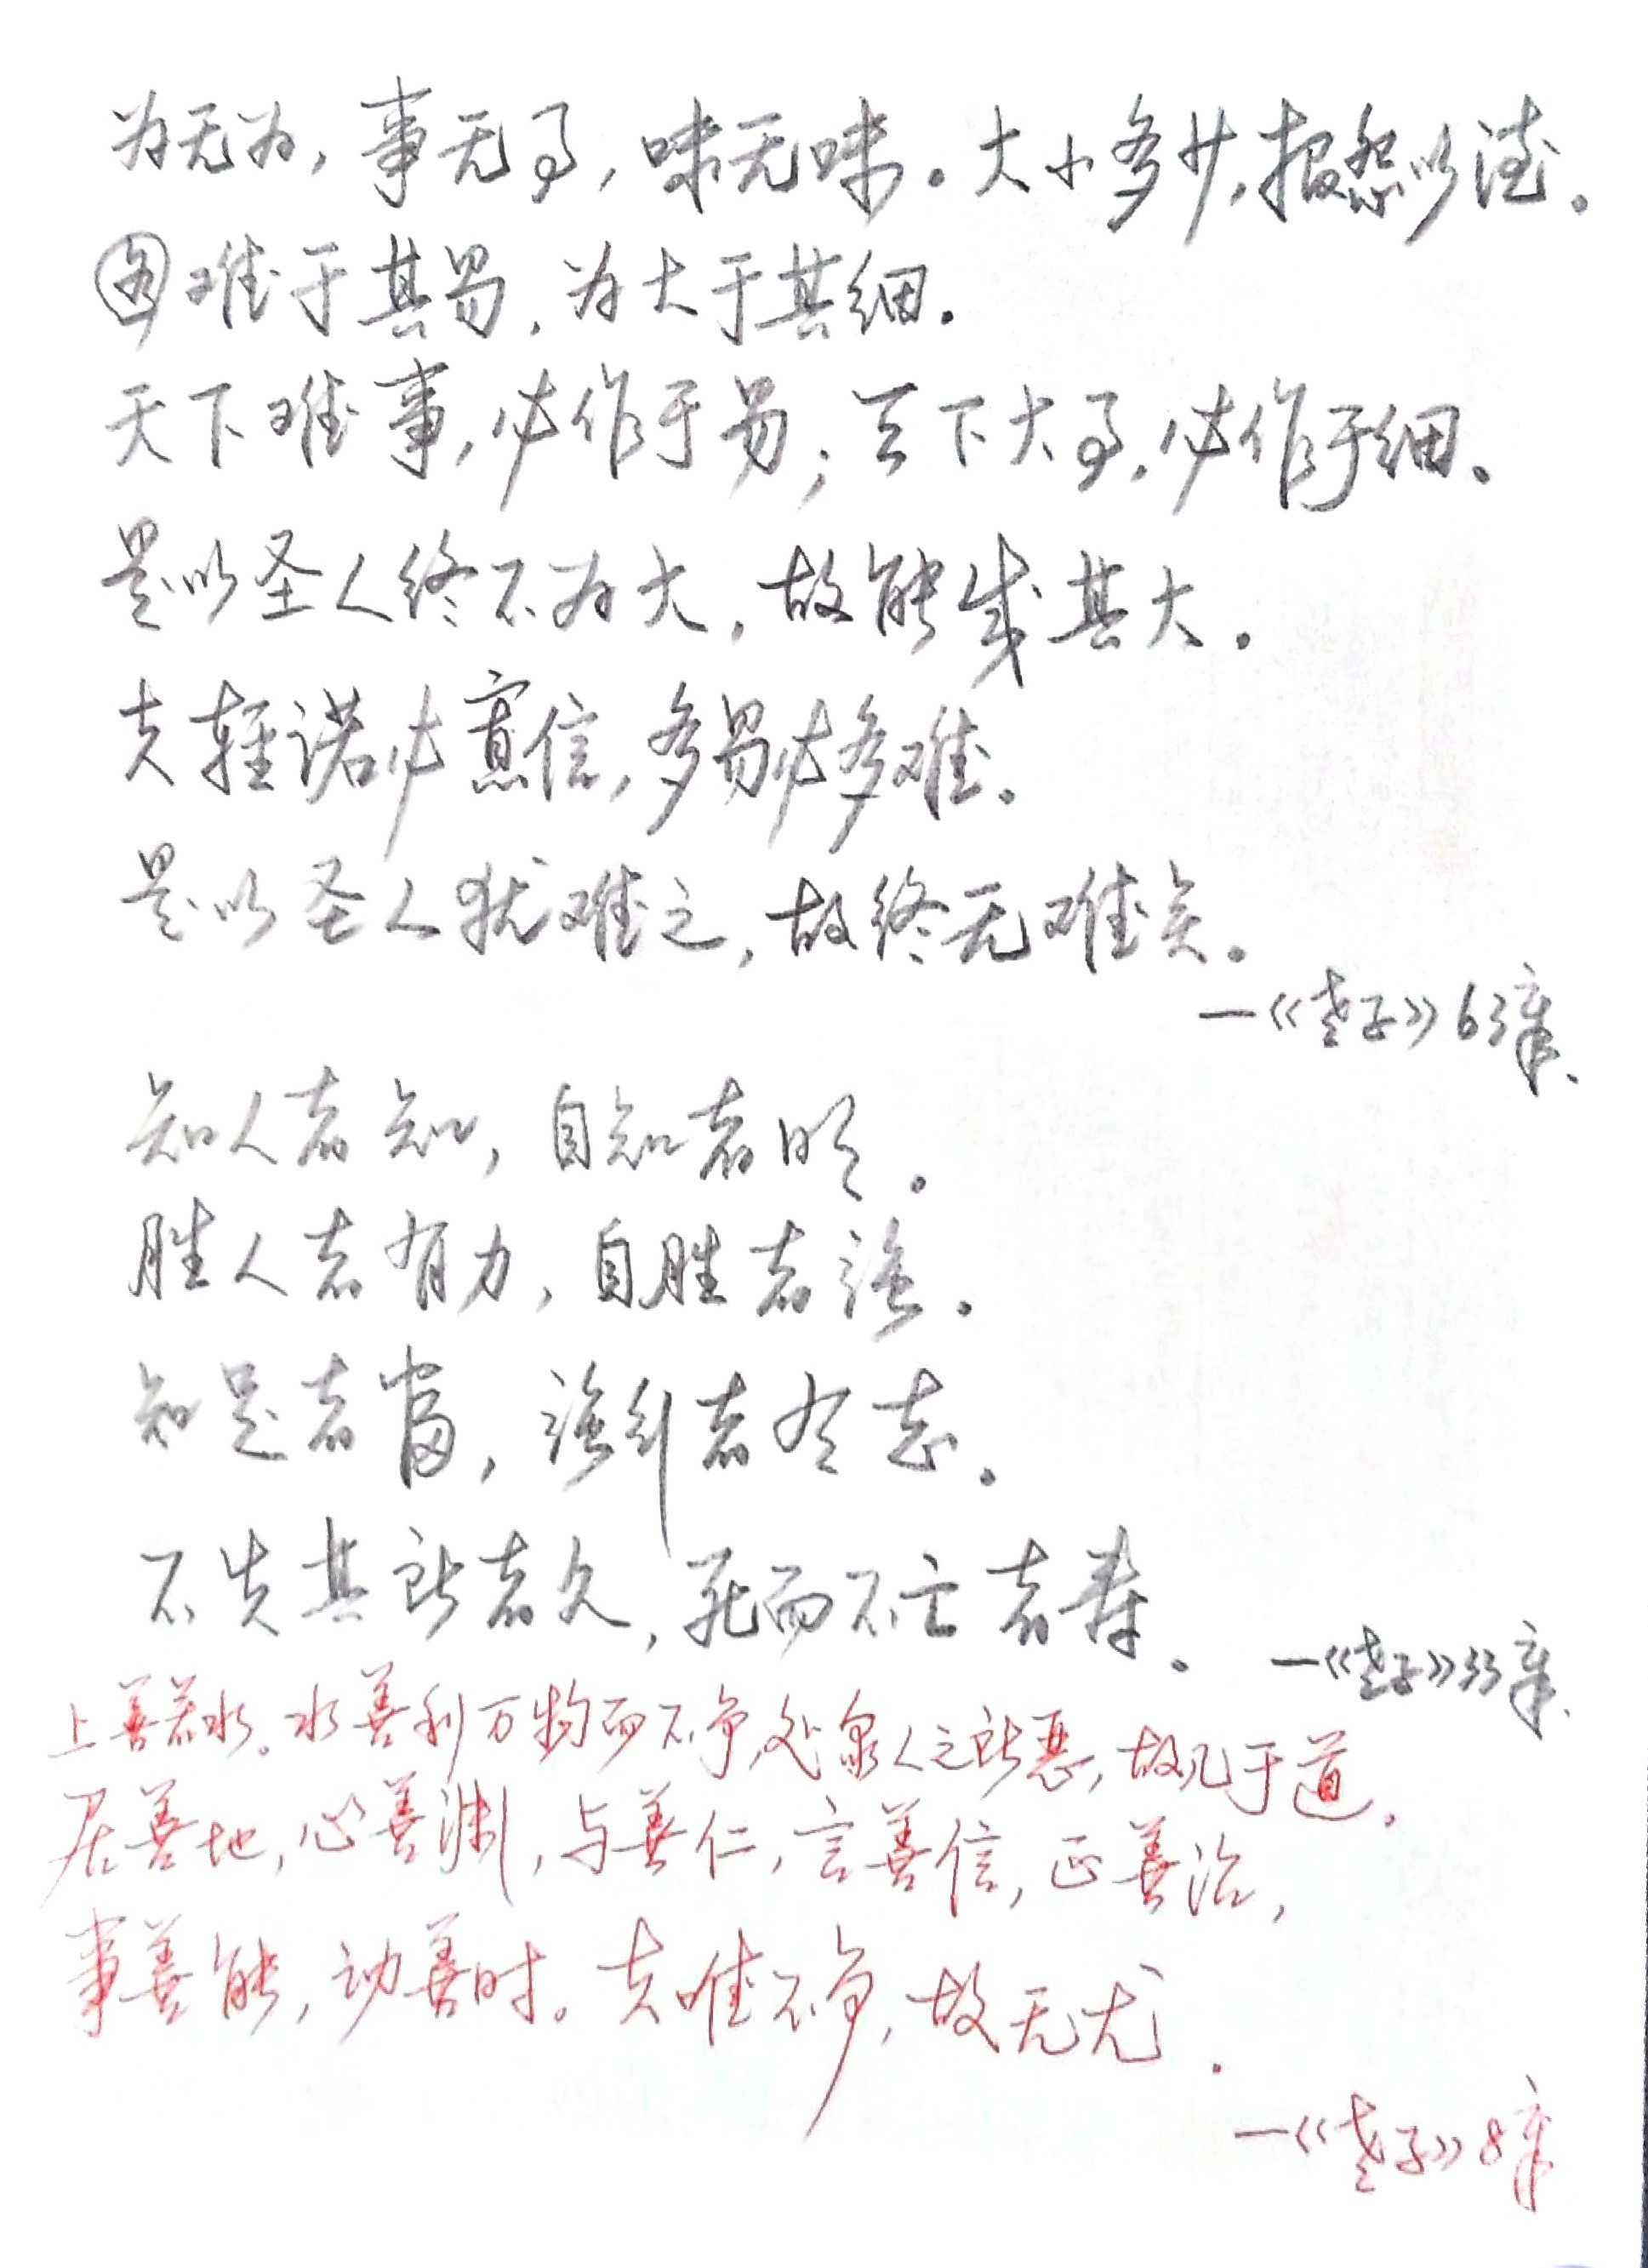 为无为，事无事，味无味。大小多少，报怨以德。
图难于其易，为大于其细。
天下难事，必作于易；天下大事，必作于细。
是以圣人终不为大，故能成其大。
夫轻诺必寡信，多易必多难。
是以圣人犹难之，故终无难矣。
—《老子》63章
知人者知，自知者明。
胜人者有力，自胜者强。
知足者富，强行者有志。
不失其所者久，死而不亡者寿。
—《老子》33章
上善若水。水善利万物而不争，处众人之所恶，故几于道。
居善地，心善渊，与善仁，言善信，正善治，
事善能，动善时。夫唯不争，故无尤。
—《老子》8章